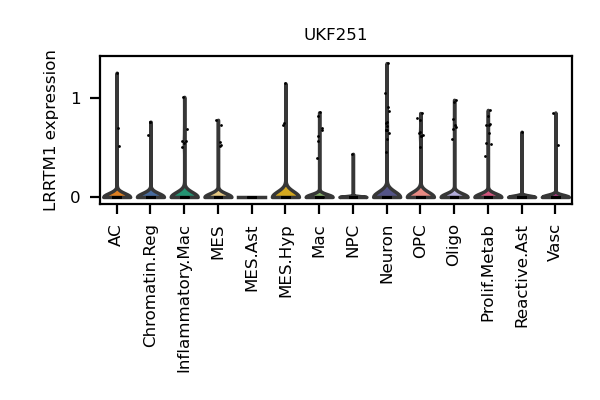 UKF251
LRRTM1 expression
1
0
AC
Chromatin.Reg
Inflammatory.Mac
MES
MES.Ast
MES.Hyp
Mac
NPC
Neuron
OPC
Oligo
Prolif.Metab
Reactive.Ast
Vasc